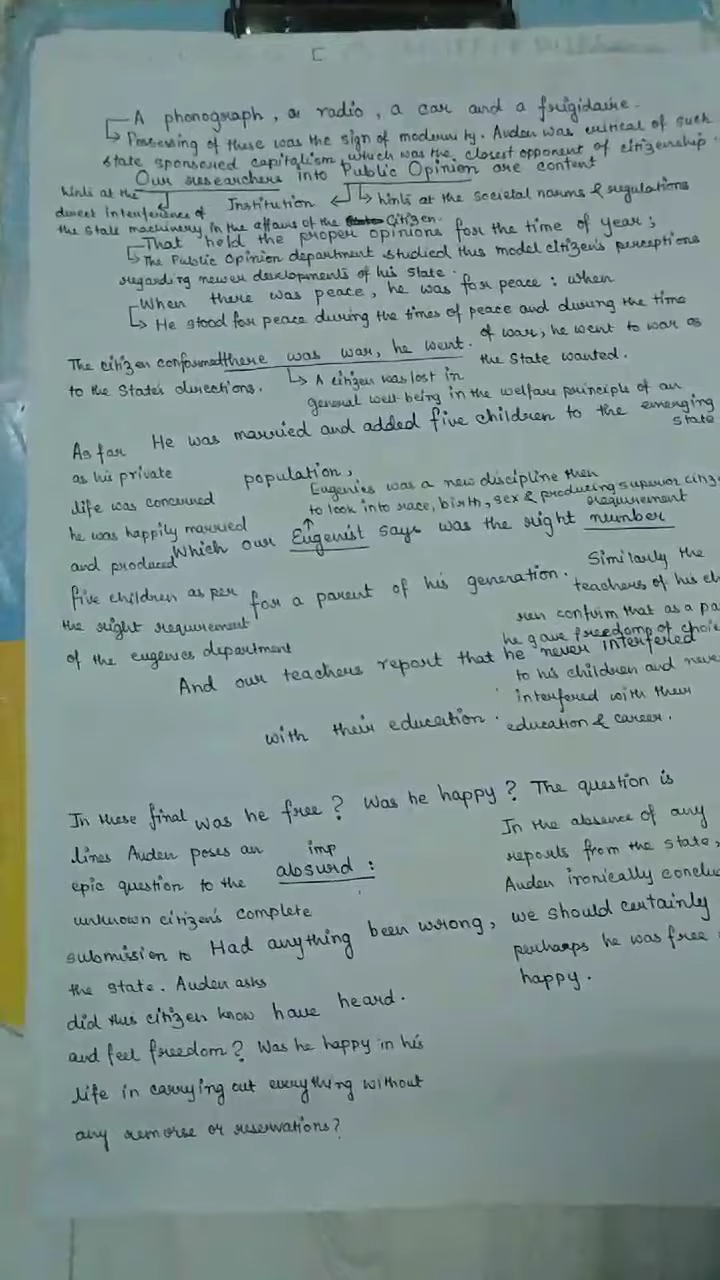 A phonograph, a radio, a car and a frigidaire.
Possessing of these was the sign of modernity. Auden was critical of such
state sponsored capitalism, which was the closest opponent of citizenship.
Our researchers into Public Opinion are content
hints at the Institution hints at the societal norms & regulations
direct interference of
the state machinery in the affairs of the citizen.
That held the proper opinions for the time of year;
The Public Opinion department studied this model citizen's perceptions
regarding newer developments of his state.
When there was peace, he was for peace: when
He stood for peace during the times of peace and during the time
of war, he went to war as
the State wanted.
there was war, he went.
The citizen conformed
to the State's directions.
A citizen was lost in
general well-being in the welfare principle of an
emerging
state
He was married and added five children to the
population,
As far
as his private
life was concerned
he was happily married
and produced
five children as per
the right requirement
of the eugenics department
Eugenics was a new discipline then
to look into race, birth, sex & producing superior
requirement
Which our Eugenist says was the right number
for a parent of his generation.
Similarly the
teachers of his
confirm that as a
he gave freedom of
to his children and
interfered with their
education & career.
And our teachers report that he never interfered
with their education.
Was he free? Was he happy? The question is
imp
absurd:
In these final
lines Auden poses an
epic question to the
unknown citizen's complete
submission to
the state. Auden asks
did this citizen know
and feel freedom? Was he happy in his
life in carrying out everything without
any remorse or reservations?
Had anything been wrong, we should certainly
have heard.
In the absence of any
reports from the state,
Auden ironically
perharps he was free
happy.